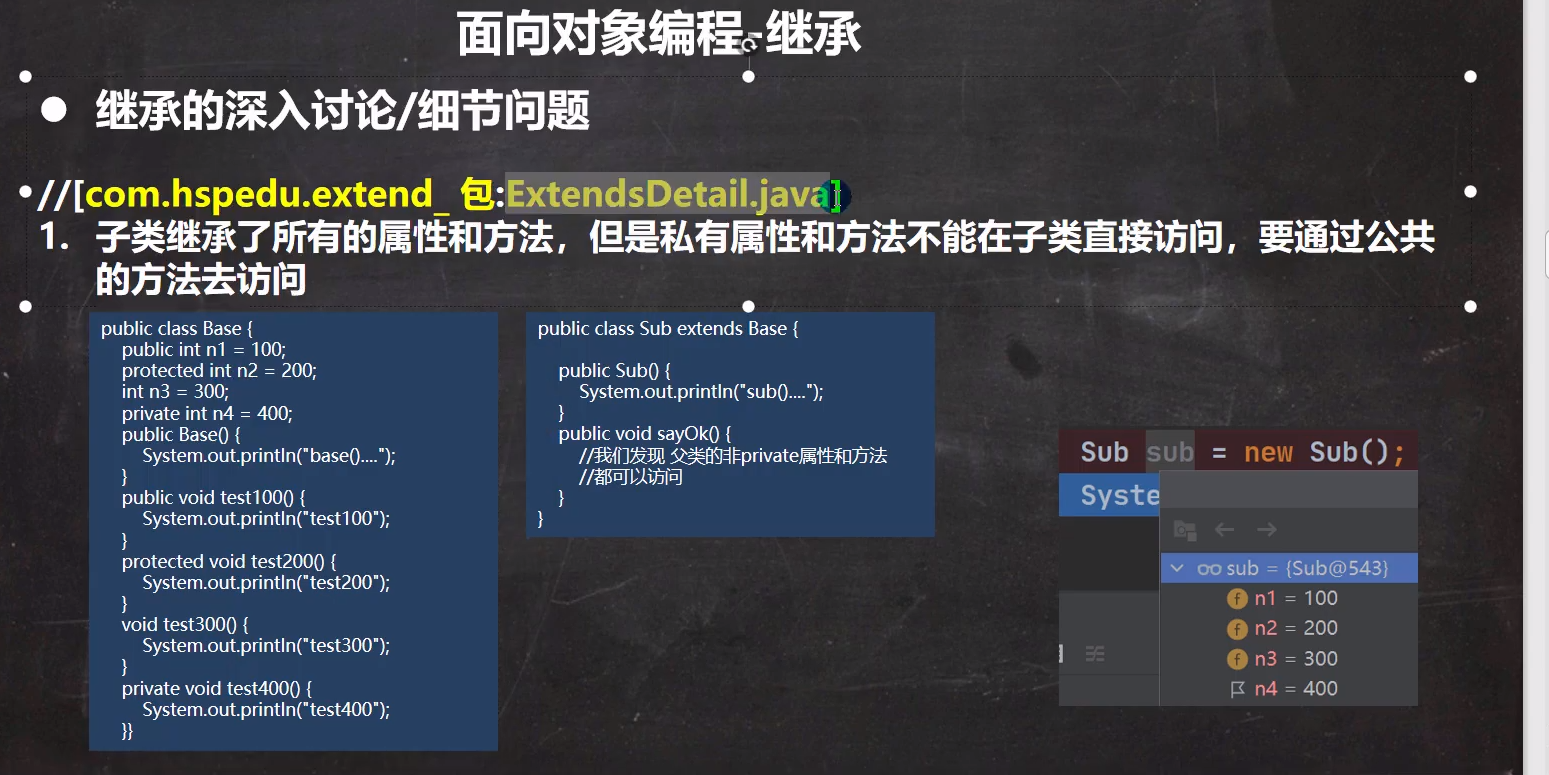 面向对象编程-继承
● 继承的深入讨论/细节问题
//[com.hspedu.extend_ 包:ExtendsDetail.java]
1. 子类继承了所有的属性和方法，但是私有属性和方法不能在子类直接访问，要通过公共
的方法去访问
public class Base {
public int n1 = 100;
protected int n2 = 200;
int n3 = 300;
private int n4 = 400;
public Base() {
System.out.println("base()....");
}
public void test100() {
System.out.println("test100");
}
protected void test200() {
System.out.println("test200");
}
void test300() {
System.out.println("test300");
}
private void test400() {
System.out.println("test400");
}}
public class Sub extends Base {
public Sub() {
System.out.println("sub()....");
}
public void sayOk() {
//我们发现 父类的非private属性和方法
//都可以访问
}
}
Sub sub = new Sub();
Syste
sub = {Sub@543}
n1 = 100
n2 = 200
n3 = 300
n4 = 400